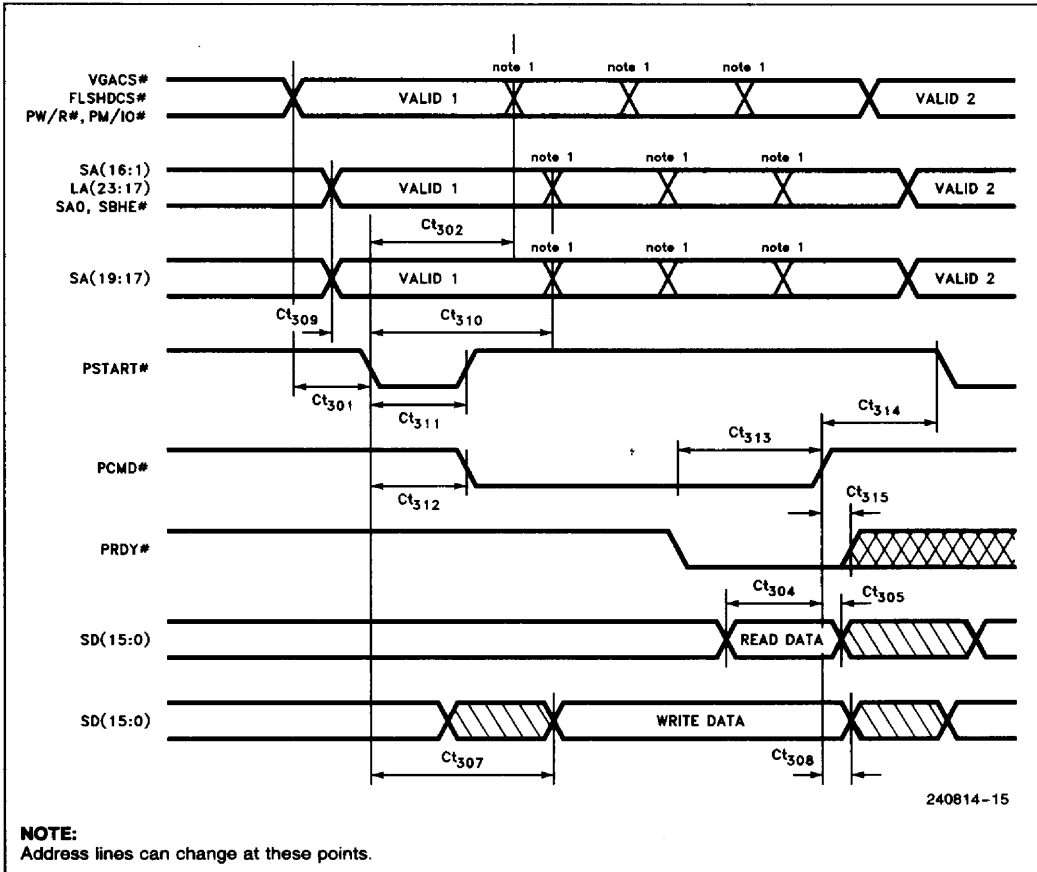 note 1 note 1 note 1
VGACS#
FLSHDCS# VALID 1 VALID 2
PW/R#, PM/IO#
SA(16:1) note 1 note 1 note 1
LA(23:17) VALID 1 VALID 2
SA0, SBHE#
Ct302
note 1 note 1 note 1
SA(19:17) VALID 1 VALID 2
Ct309 Ct310
PSTART#
Ct301 Ct311 Ct314
Ct313
PCMD#
Ct312 Ct315
PRDY#
Ct304 Ct305
SD(15:0) READ DATA
SD(15:0) WRITE DATA
Ct307 Ct308
240814-15
NOTE:
Address lines can change at these points.